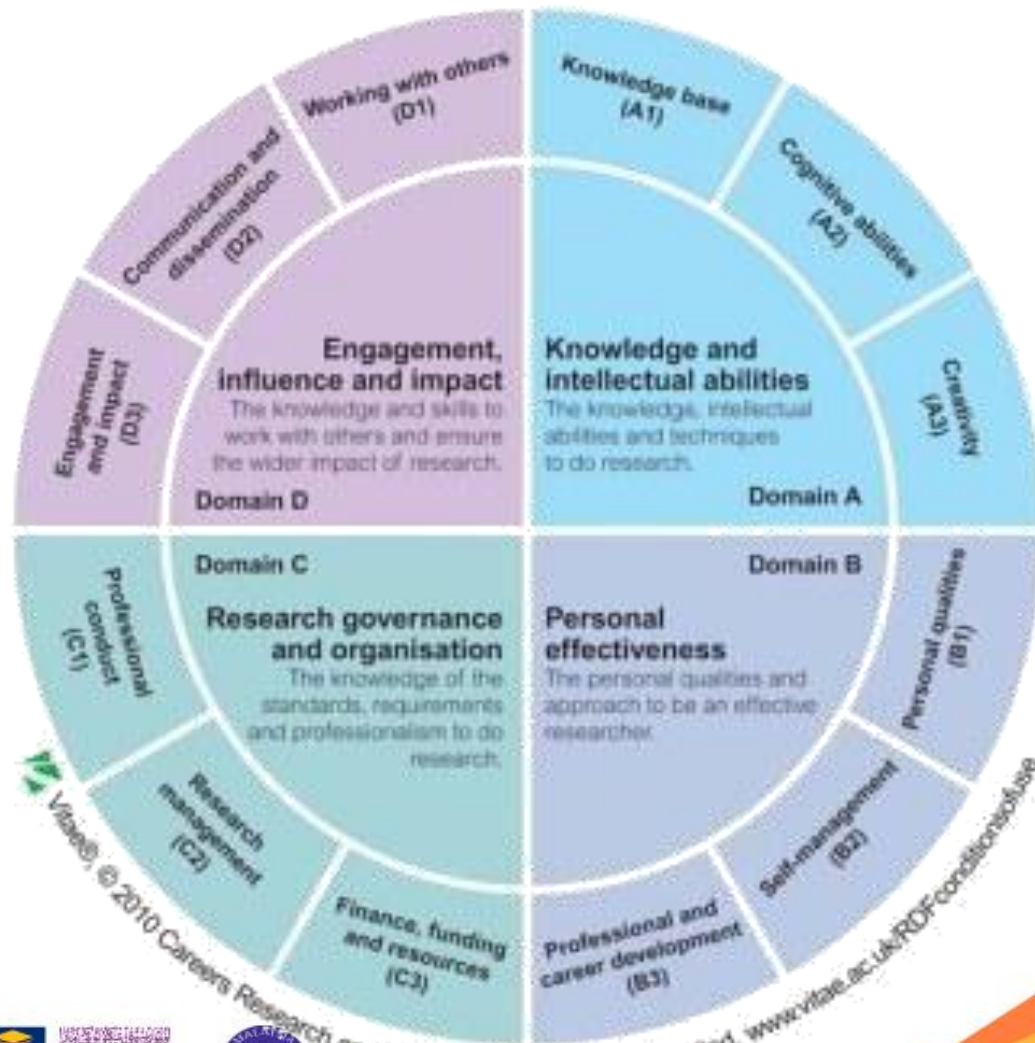 Working with others
(D1)
Knowledge base
(A1)
Communication and
dissemination
(D2)
Cognitive abilities
(A2)
Engagement
and impact
(D3)
Creativity
(A3)
Engagement,
influence and impact
The knowledge and skills to
work with others and ensure
the wider impact of research.
Domain D
Knowledge and
intellectual abilities
The knowledge, intellectual
abilities and techniques
to do research.
Domain A
Domain C
Research governance
and organisation
The knowledge of the
standards, requirements
and professionalism to do
research.
Domain B
Personal
effectiveness
The personal qualities and
approach to be an effective
researcher.
Professional
conduct
(C1)
Personal qualities
(B1)
Research
management
(C2)
Self-management
(B2)
Finance, funding
and resources
(C3)
Professional and
career development
(B3)
Vitae®, © 2010 Careers Research www.vitae.ac.uk/RDFconditionsofuse